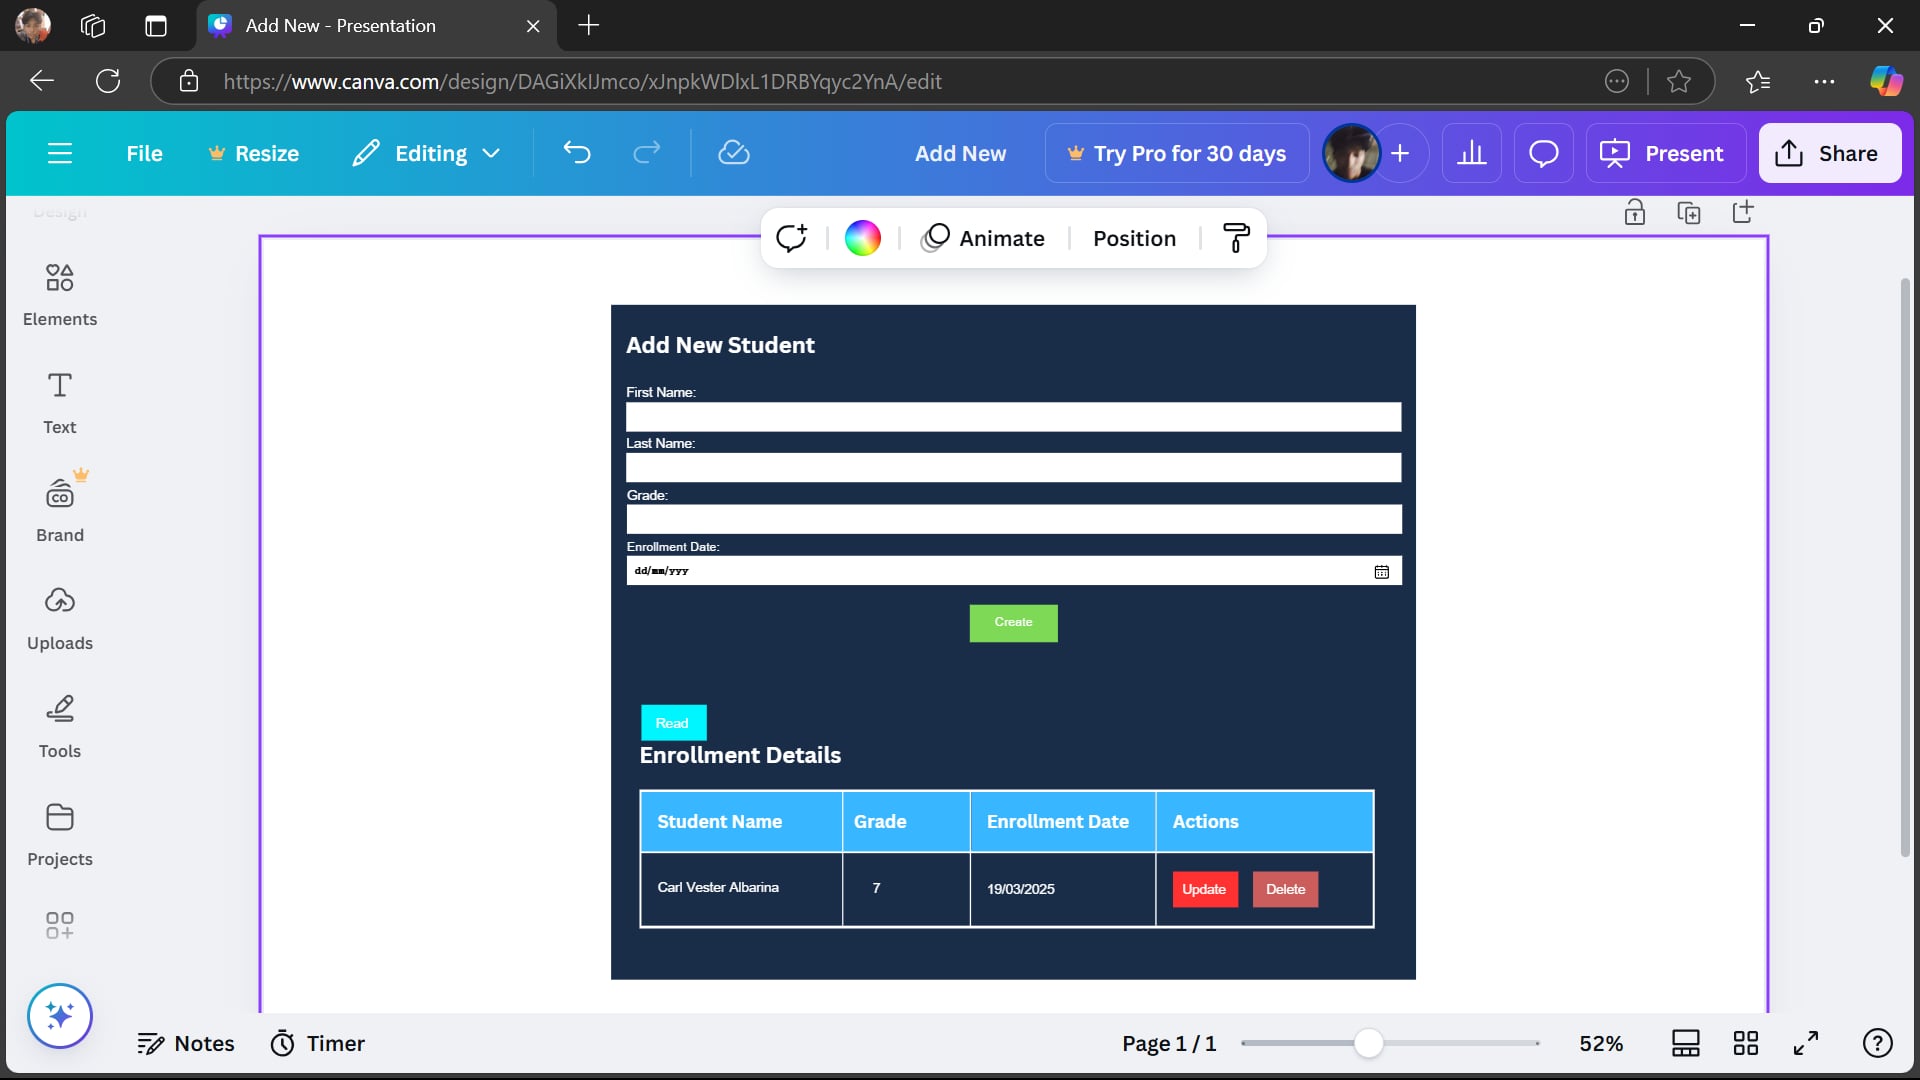 Add New - Presentation
https://www.canva.com/design/DAGiXkIJmco/xJnpkWDlxL1DRBYqyc2YnA/edit
File Resize Editing Add New Try Pro for 30 days Present Share
Design
Animate Position
Elements
Text
CO
Brand
Uploads
Tools
Projects
Add New Student
First Name:
Last Name:
Grade:
Enrollment Date:
dd/mm/yyy
Create
Read
Enrollment Details
Student Name Grade Enrollment Date Actions
Carl Vester Albarina 7 19/03/2025 Update Delete
Notes Timer Page 1 / 1 52%